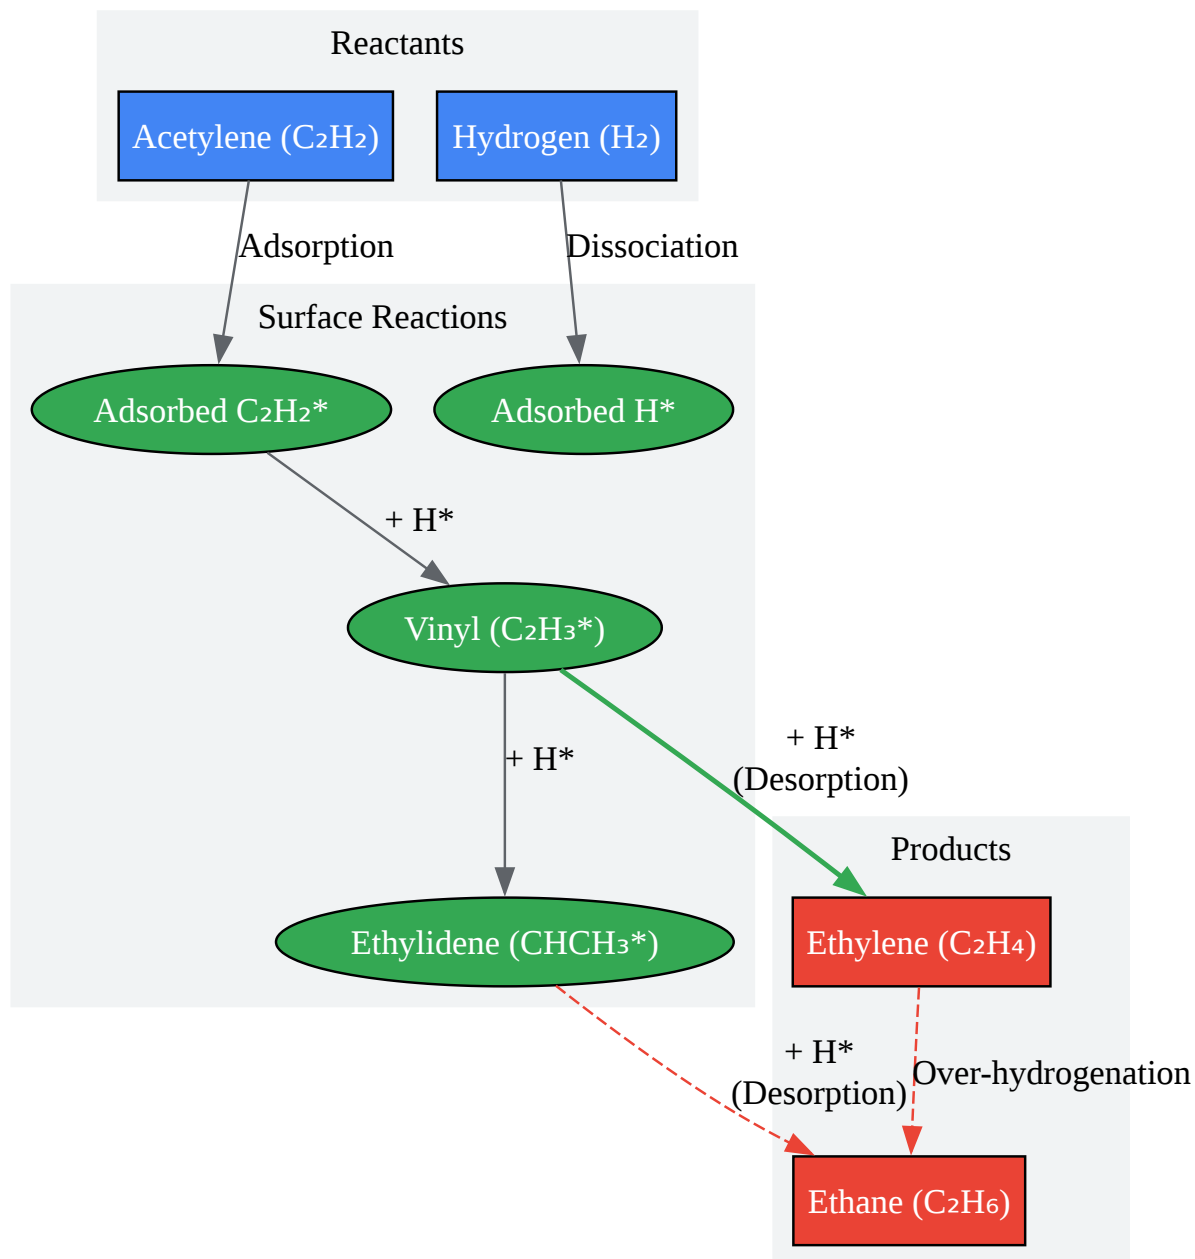 Reactants
Acetylene (C₂H₂)
Hydrogen (H₂)
Adsorption
Dissociation
Surface Reactions
Adsorbed C₂H₂*
Adsorbed H*
+ H*
Vinyl (C₂H₃*)
+ H*
(Desorption)
+ H*
Products
Ethylidene (CHCH₃*)
Ethylene (C₂H₄)
+ H*
(Desorption)
Over-hydrogenation
Ethane (C₂H₆)